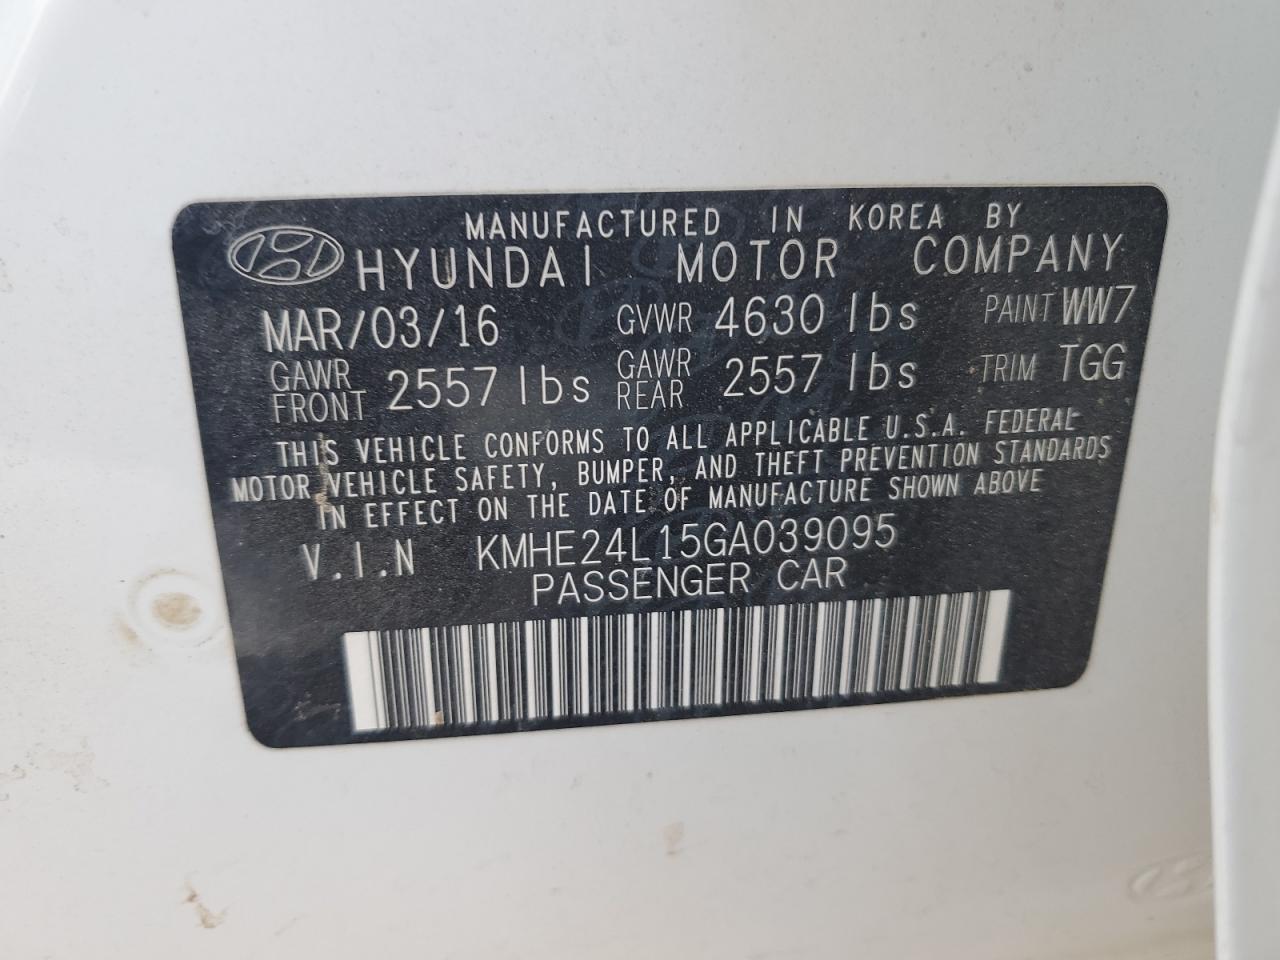 MANUFACTURED IN KOREA BY
HYUNDAI MOTOR COMPANY
MAR/03/16 GVWR 4630 lbs PAINT WW7
GAWR FRONT 2557 lbs GAWR REAR 2557 lbs TRIM TGG
THIS VEHICLE CONFORMS TO ALL APPLICABLE U.S.A. FEDERAL
MOTOR VEHICLE SAFETY, BUMPER, AND THEFT PREVENTION STANDARDS
IN EFFECT ON THE DATE OF MANUFACTURE SHOWN ABOVE
V.I.N KMHE24L15GA039095
PASSENGER CAR